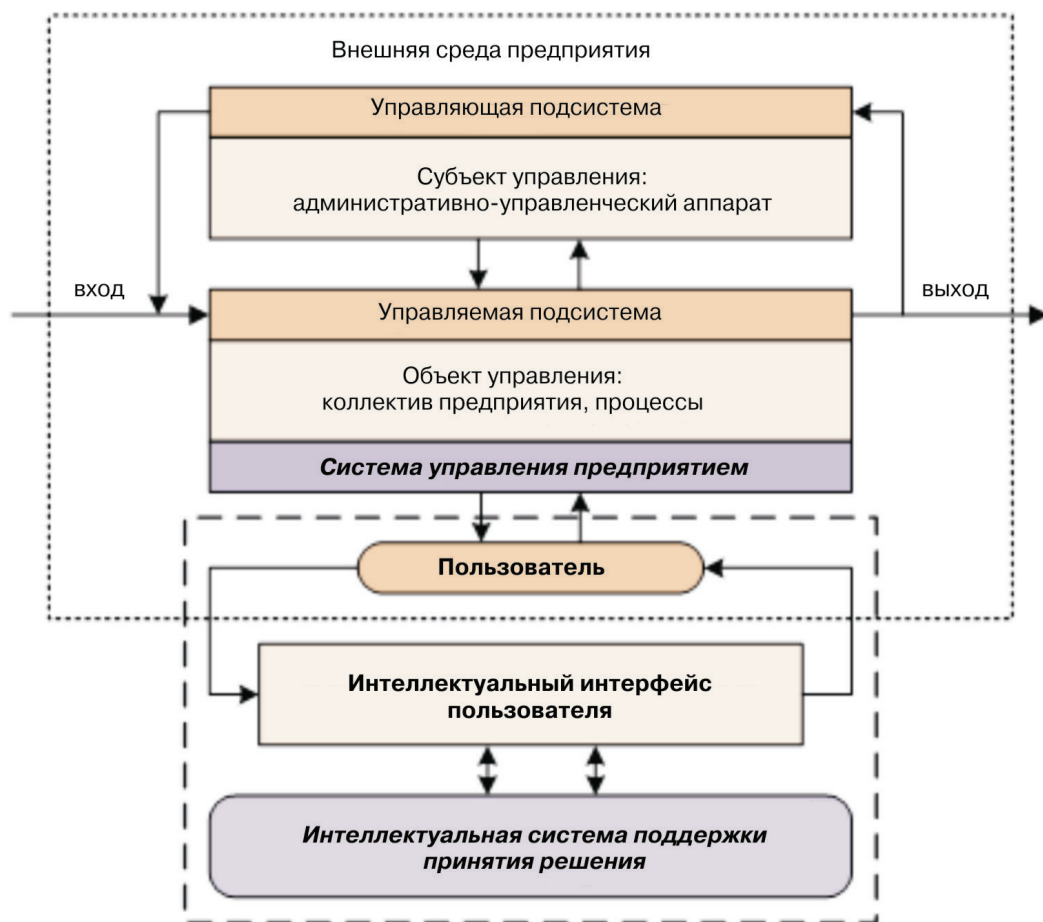 Внешняя среда предприятия
Управляющая подсистема
Субъект управления:
административно-управленческий аппарат
вход
выход
Управляемая подсистема
Объект управления:
коллектив предприятия, процессы
Система управления предприятием
Пользователь
Интеллектуальный интерфейс
пользователя
Интеллектуальная система поддержки
принятия решения